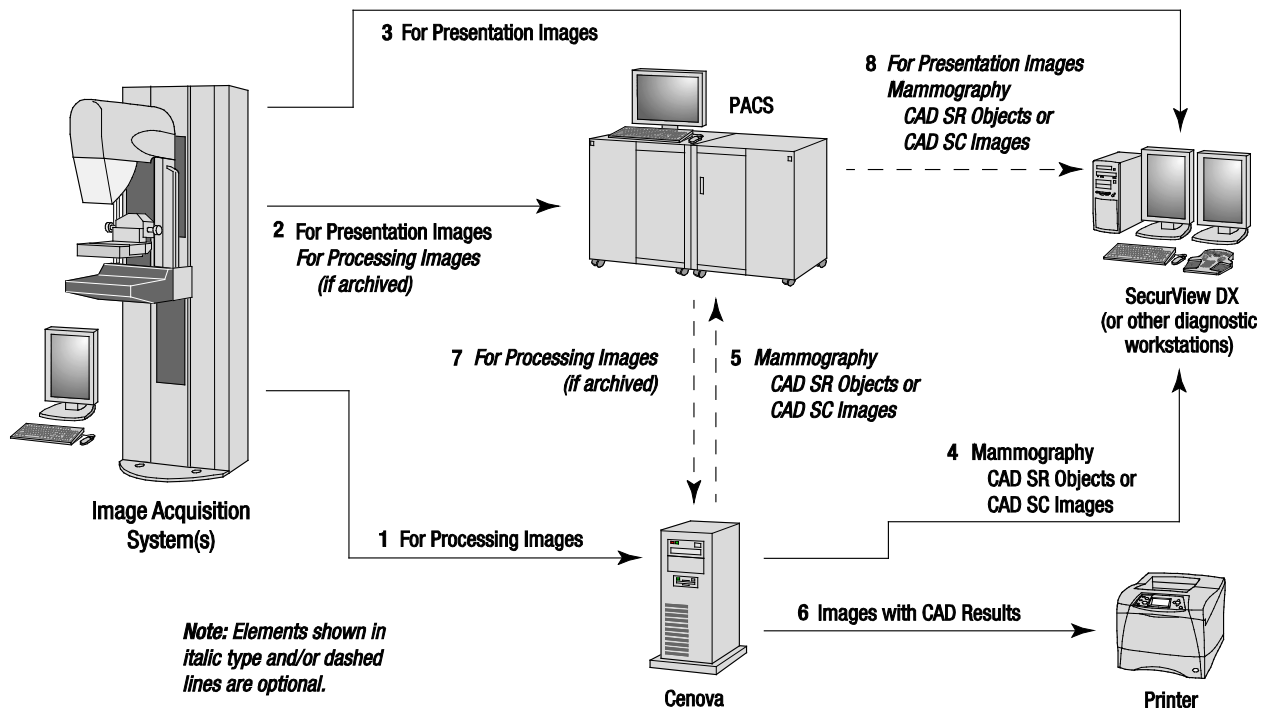 3 For Presentation Images
8 For Presentation Images
Mammography
CAD SR Objects or
CAD SC Images
PACS
2 For Presentation Images
For Processing Images
(if archived)
SecurView DX
(or other diagnostic
workstations)
7 For Processing Images
(if archived)
5 Mammography
CAD SR Objects or
CAD SC Images
4 Mammography
CAD SR Objects or
CAD SC Images
Image Acquisition
System(s)
1 For Processing Images
6 Images with CAD Results
Note: Elements shown in
italic type and/or dashed
lines are optional.
Cenova
Printer